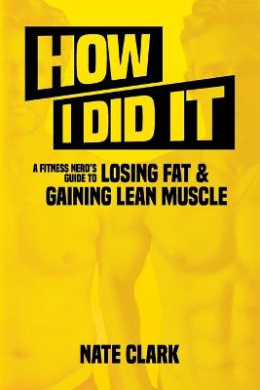 HOW
I DID IT
A FITNESS NERD'S
GUIDE TO
LOSING FAT &
GAINING LEAN MUSCLE
NATE CLARK